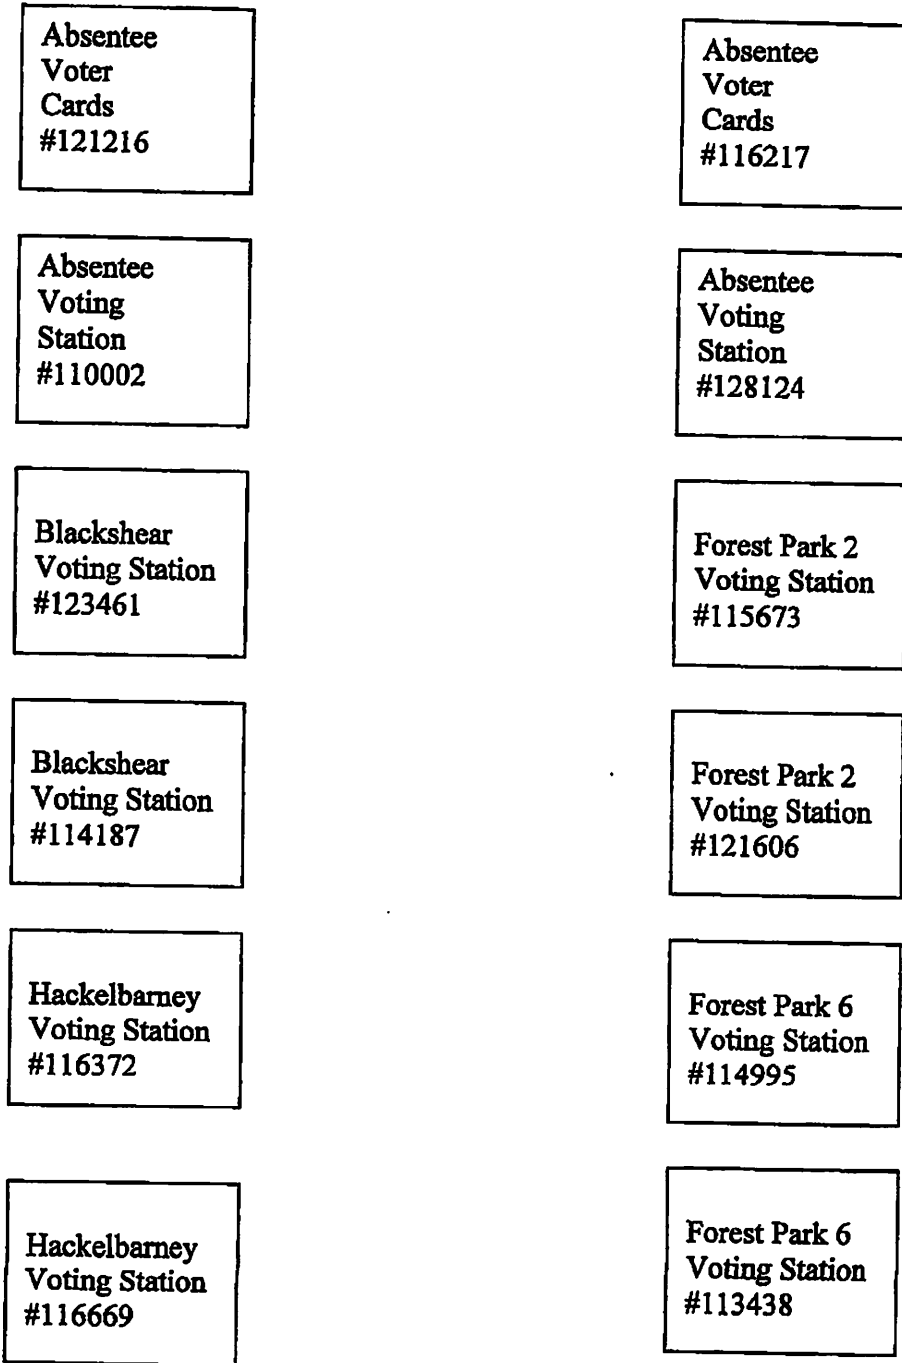 Absentee
Voter
Cards
#121216
Absentee
Voter
Cards
#116217
Absentee
Voting
Station
#110002
Absentee
Voting
Station
#128124
Blackshear
Voting Station
#123461
Forest Park 2
Voting Station
#115673
Blackshear
Voting Station
#114187
Forest Park 2
Voting Station
#121606
Hackelbarney
Voting Station
#116372
Forest Park 6
Voting Station
#114995
Hackelbarney
Voting Station
#116669
Forest Park 6
Voting Station
#113438